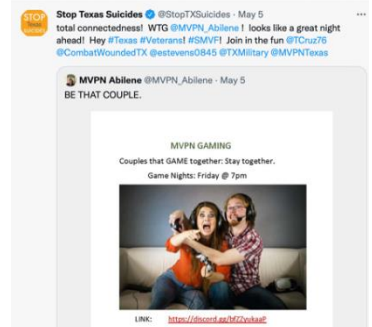 STOP
TEXAS
SUICIDES
Stop Texas Suicides @StopTXSuicides · May 5
total connectedness! WTG @MVPN_Abilene ! looks like a great night
ahead! Hey #Texas #Veterans! #SMVF! Join in the fun @TCruz76
@CombatWoundedTX @estevens0845 @TXMilitary @MVPNTexas
MVPN Abilene @MVPN_Abilene · May 5
BE THAT COUPLE.
MVPN GAMING
Couples that GAME together: Stay together.
Game Nights: Friday @ 7pm
LINK: